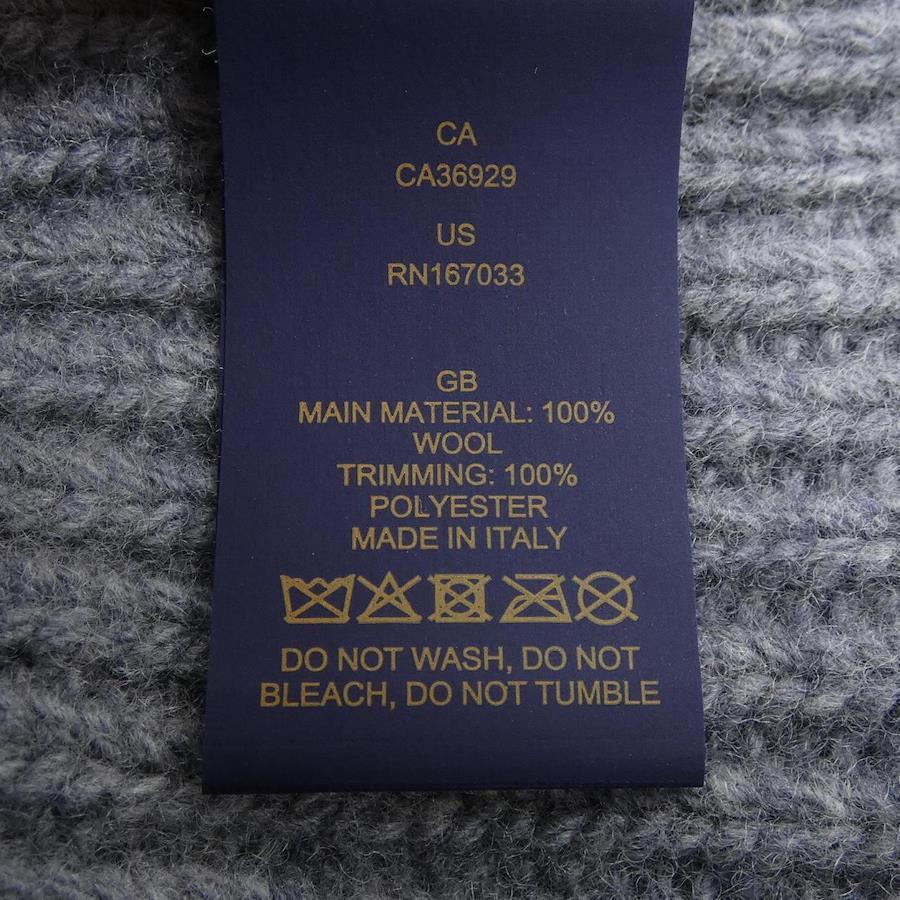 CA
CA36929
US
RN167033
GB
MAIN MATERIAL: 100%
WOOL
TRIMMING: 100%
POLYESTER
MADE IN ITALY
DO NOT WASH, DO NOT
BLEACH, DO NOT TUMBLE